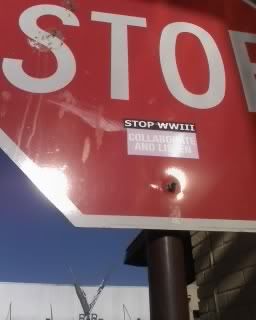 STOP
STOP WWIII
COLLABORATE
AND LISTEN